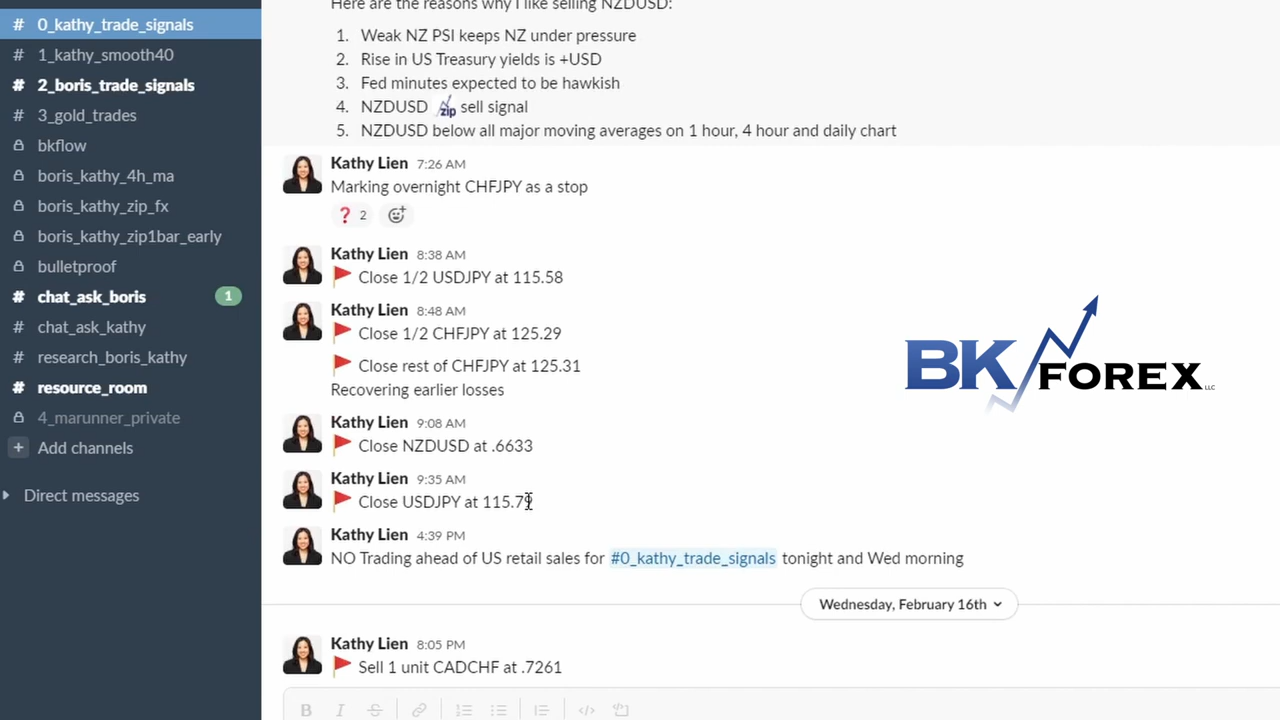 # 0_kathy_trade_signals
# 1_kathy_smooth40
# 2_boris_trade_signals
# 3_gold_trades
bkflow
boris_kathy_4h_ma
boris_kathy_zip_fx
boris_kathy_zip1bar_early
bulletproof
# chat_ask_boris 1
# chat_ask_kathy
# research_boris_kathy
# resource_room
4_marunner_private
+ Add channels
Direct messages
Here are the reasons why I like selling NZDUSD:
1. Weak NZ PSI keeps NZ under pressure
2. Rise in US Treasury yields is +USD
3. Fed minutes expected to be hawkish
4. NZDUSD zip sell signal
5. NZDUSD below all major moving averages on 1 hour, 4 hour and daily chart
Kathy Lien 7:26 AM
Marking overnight CHFJPY as a stop
❓ 2
Kathy Lien 8:38 AM
Close 1/2 USDJPY at 115.58
Kathy Lien 8:48 AM
Close 1/2 CHFJPY at 125.29
Close rest of CHFJPY at 125.31
Recovering earlier losses
Kathy Lien 9:08 AM
Close NZDUSD at .6633
Kathy Lien 9:35 AM
Close USDJPY at
Kathy Lien 4:39 PM
NO Trading ahead of US retail sales for #0_kathy_trade_signals tonight and Wed morning
Wednesday, February 16th
Kathy Lien 8:05 PM
Sell 1 unit CADCHF at .7261
B I S
BK FOREX LLC